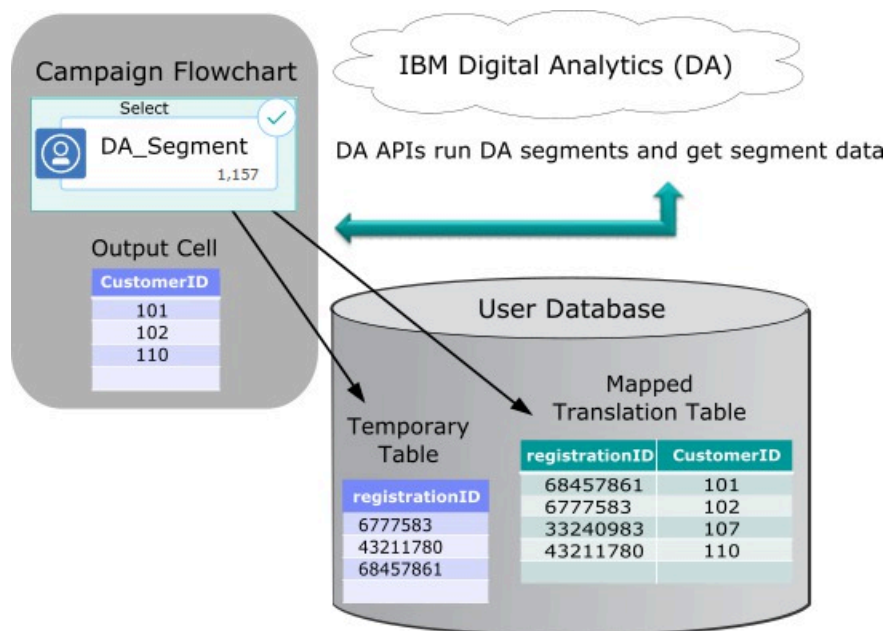 Campaign Flowchart
Select
DA_Segment
1,157
Output Cell
CustomerID
101
102
110
IBM Digital Analytics (DA)
DA APIs run DA segments and get segment data
User Database
Temporary
Table
registrationID
6777583
43211780
68457861
Mapped
Translation Table
registrationID CustomerID
68457861 101
6777583 102
33240983 107
43211780 110